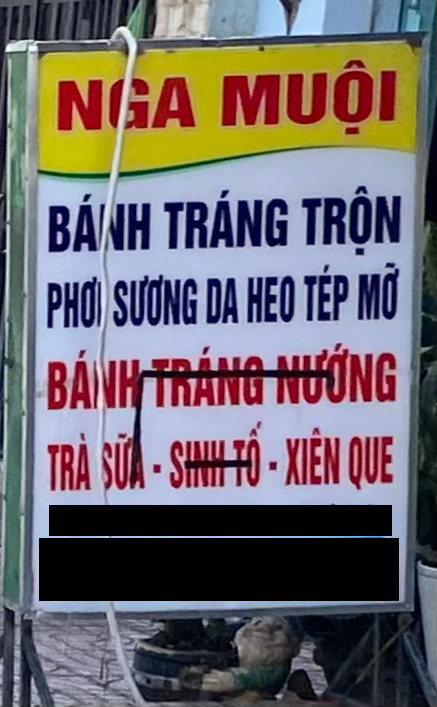 NGA MUỘI
BÁNH TRÁNG TRỘN
PHƠI SƯƠNG DA HEO TÉP MỠ
BÁNH TRÁNG NƯỚNG
TRÀ SỮA - SINH TỐ - XIÊN QUE